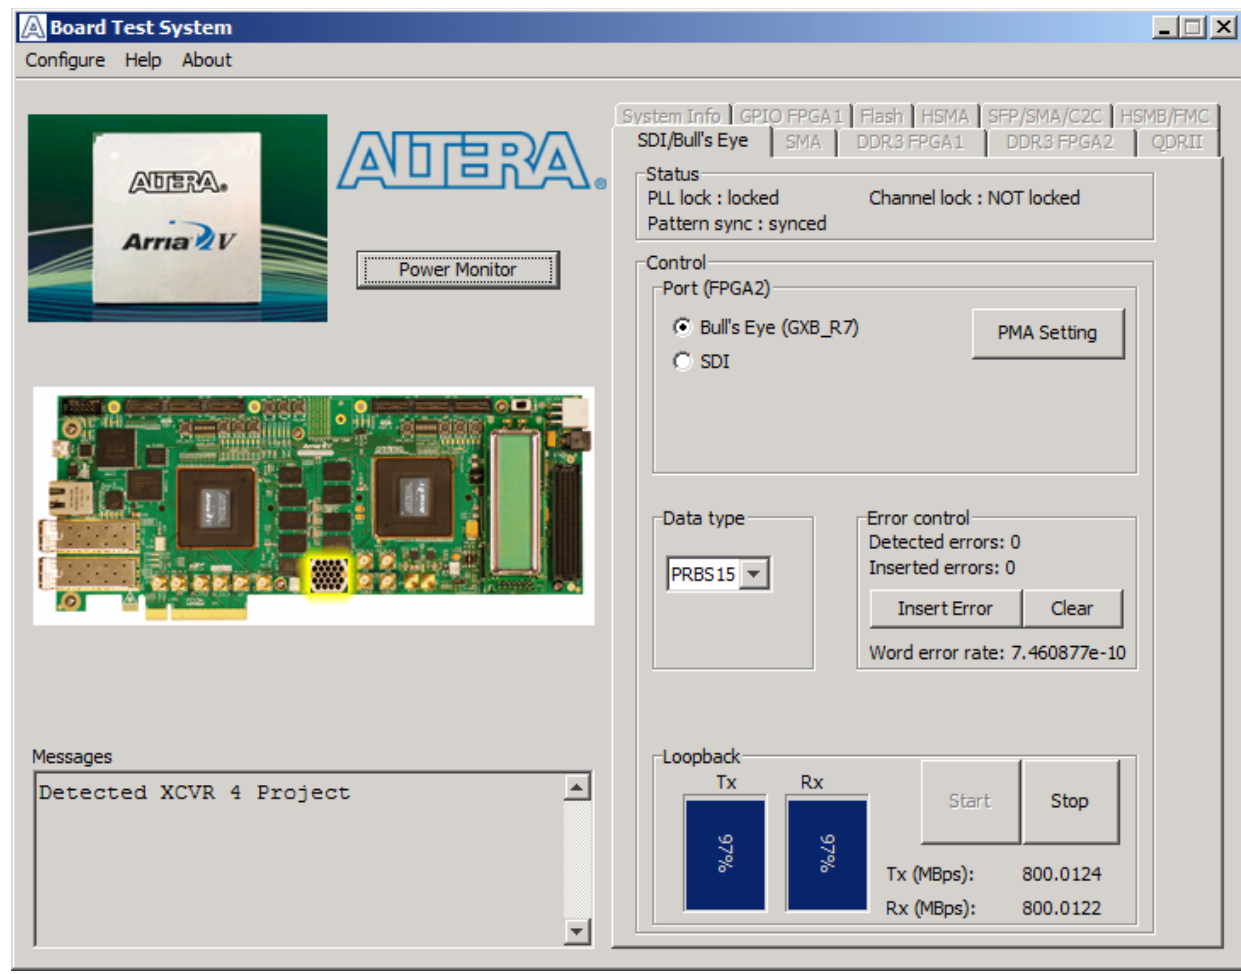 Board Test System
Configure Help About
ALTERA®
Arria V
ALTERA®
Power Monitor
Messages
Detected XCVR 4 Project
System Info GPIO FPGA1 Flash HSMA SFP/SMA/C2C HSMB/FMC
SDI/Bull's Eye SMA DDR3 FPGA1 DDR3 FPGA2 QDRII
Status
PLL lock : locked Channel lock : NOT locked
Pattern sync : synced
Control
Port (FPGA2)
Bull's Eye (GXB_R7)
PMA Setting
SDI
Data type
PRBS15
Error control
Detected errors: 0
Inserted errors: 0
Insert Error Clear
Word error rate: 7.460877e-10
Loopback
Tx Rx
97% 97%
Start Stop
Tx (MBps): 800.0124
Rx (MBps): 800.0122